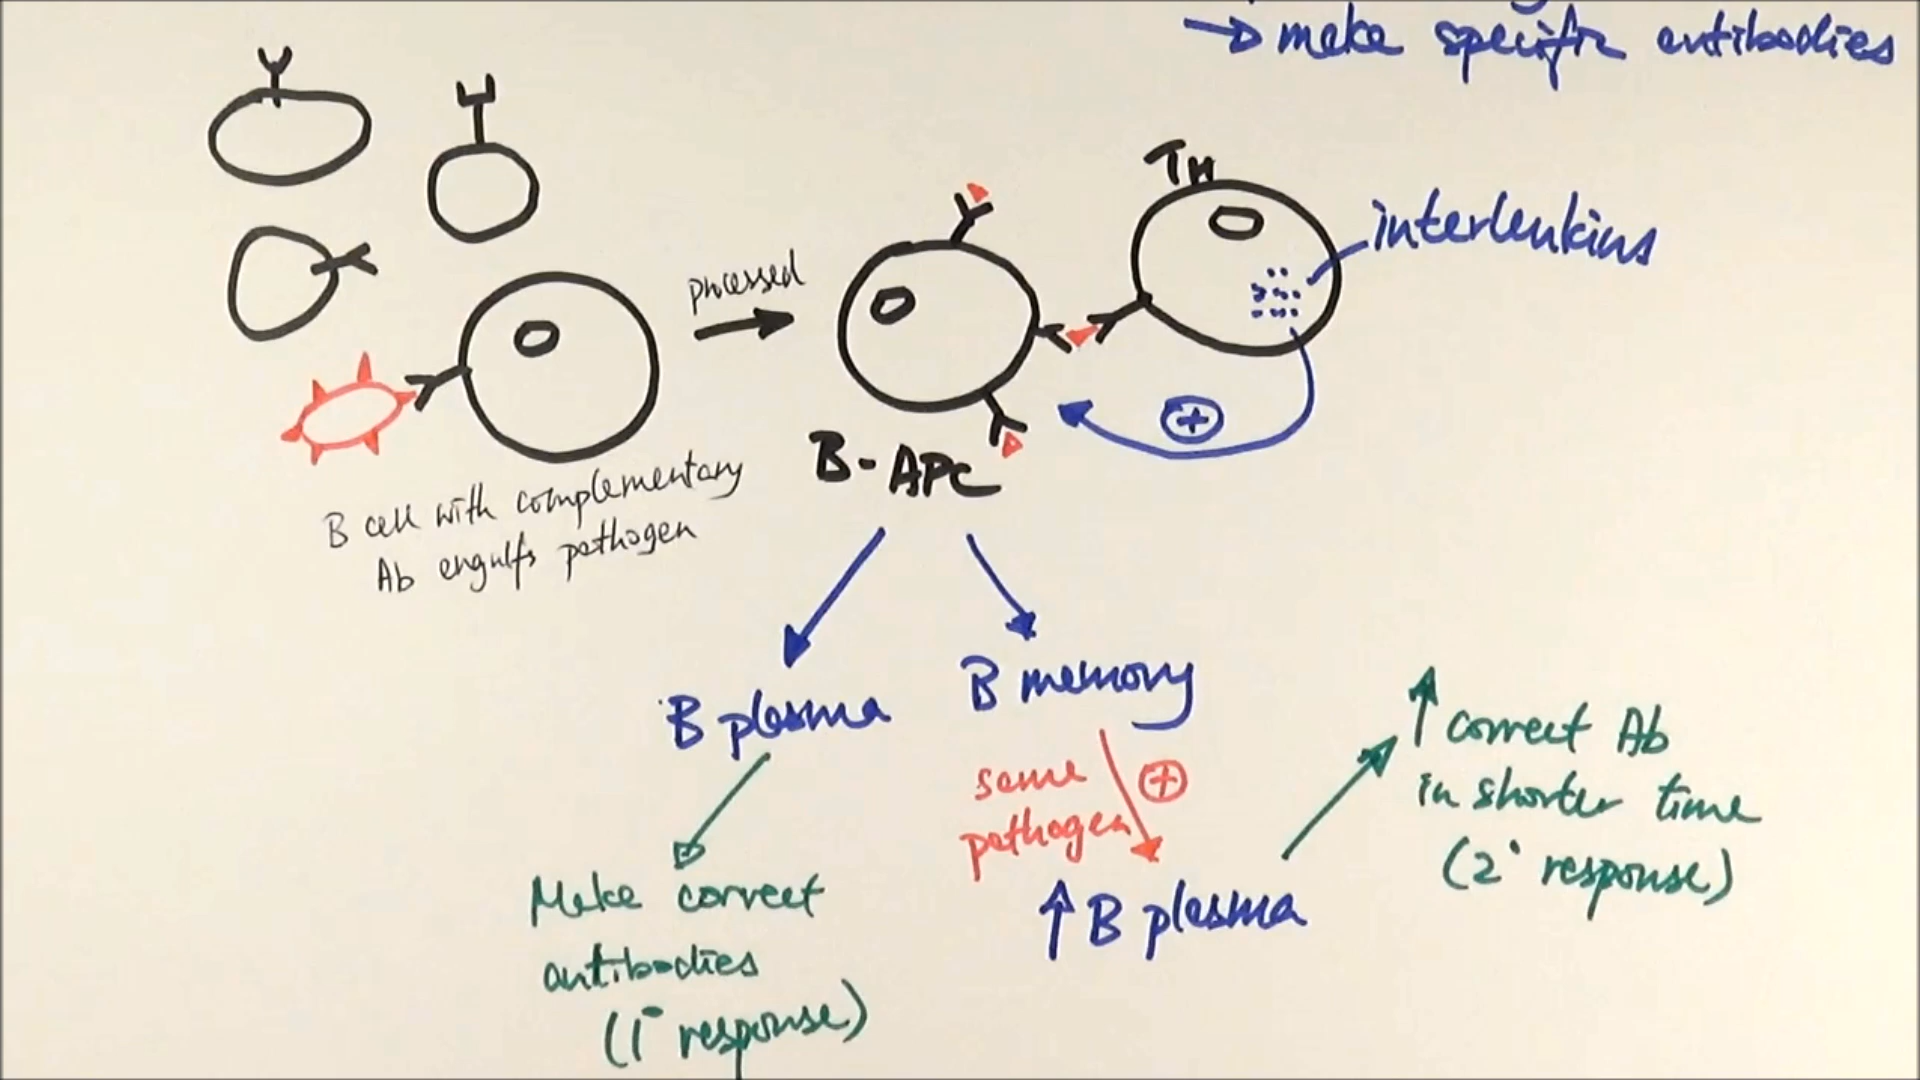 → make specific antibodies
TH
interleukins
processed
+
B-APC
B cell with complementary
Ab engulfs pathogen
B plasma
B memory
same
pathogen
+
↑ B plasma
↑ correct Ab
in shorter time
(2° response)
Make correct
antibodies
(1° response)